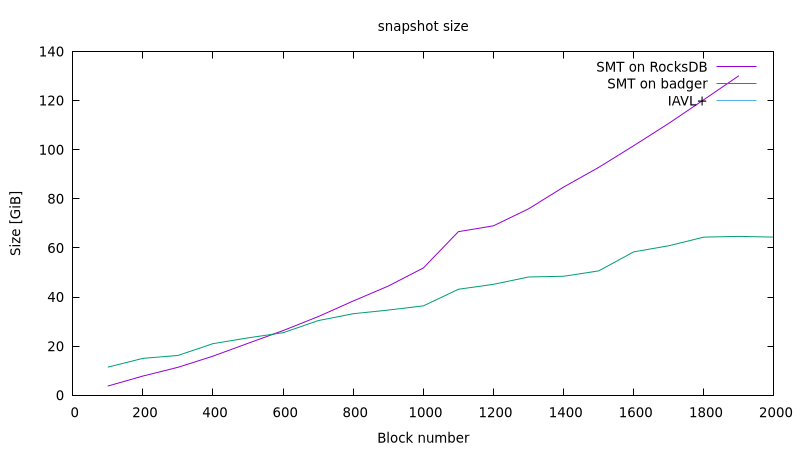 snapshot size
SMT on RocksDB
SMT on badger
IAVL+
140
120
100
80
60
40
20
0
Size [GiB]
0 200 400 600 800 1000 1200 1400 1600 1800 2000
Block number